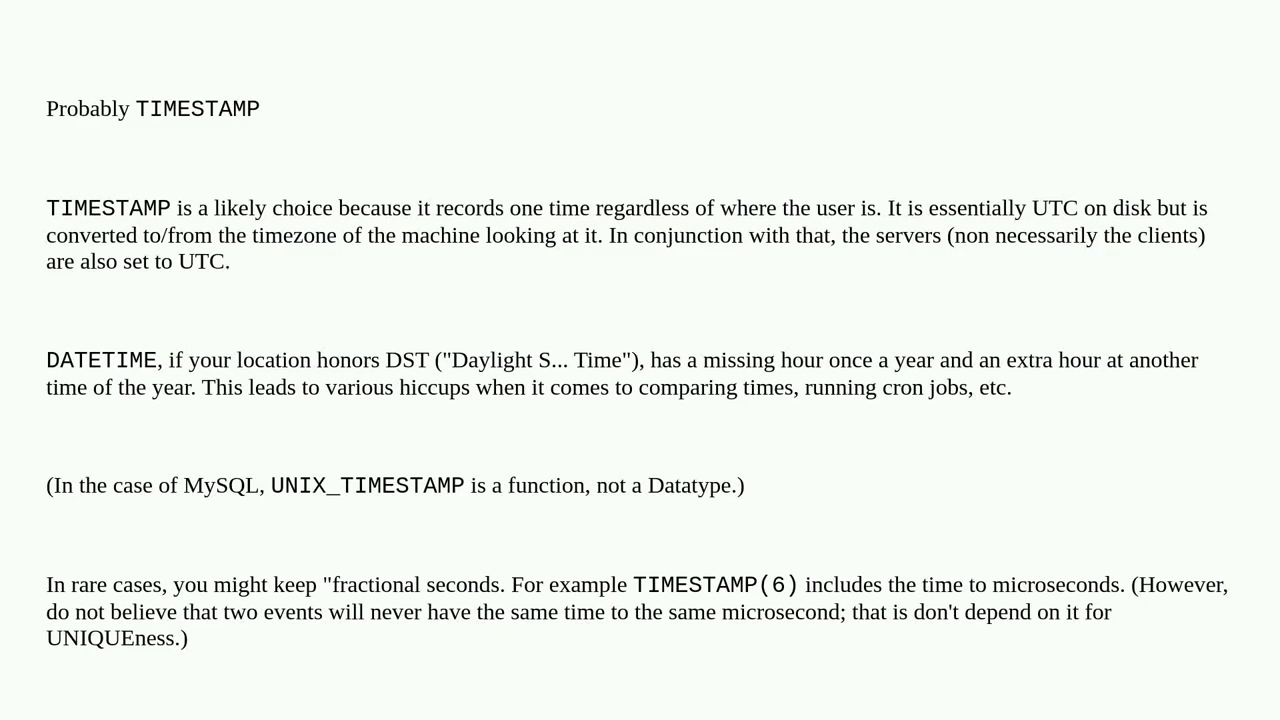 Probably TIMESTAMP
TIMESTAMP is a likely choice because it records one time regardless of where the user is. It is essentially UTC on disk but is
converted to/from the timezone of the machine looking at it. In conjunction with that, the servers (non necessarily the clients)
are also set to UTC.
DATETIME, if your location honors DST ("Daylight S... Time"), has a missing hour once a year and an extra hour at another
time of the year. This leads to various hiccups when it comes to comparing times, running cron jobs, etc.
(In the case of MySQL, UNIX_TIMESTAMP is a function, not a Datatype.)
In rare cases, you might keep "fractional seconds. For example TIMESTAMP(6) includes the time to microseconds. (However,
do not believe that two events will never have the same time to the same microsecond; that is don't depend on it for
UNIQUEness.)